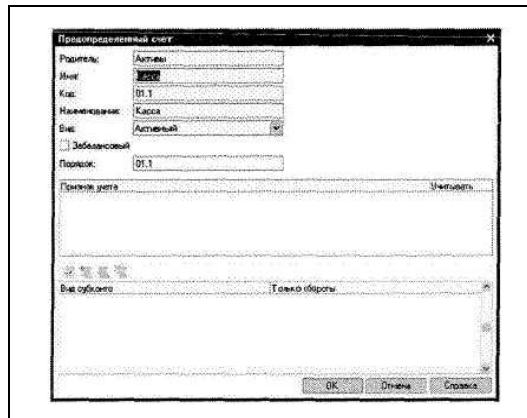 Предопределенный счет
Родитель: Активы
Имя: Касса
Код: 01.1
Наименование: Касса
Вид: Активный
Забалансовый
Порядок: 01.1
Признак учета Учитывать
Вид субконто Только обороты
OK Отмена Справка